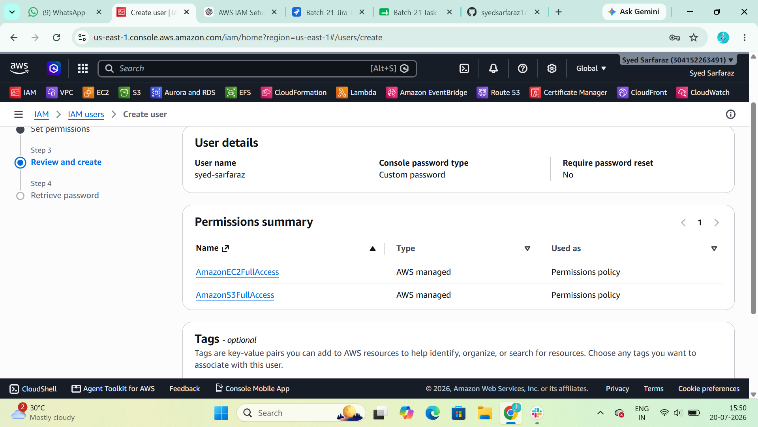 (9) WhatsApp
Create user | I
AWS IAM Setu
Batch 21 Jira
Batch-21 Task
syedsarfaraz1
Ask Gemini
us-east-1.console.aws.amazon.com/iam/home?region=us-east-1#/users/create
aws
Search
[Alt+S]
Global
Syed Sarfaraz (304152263491)
Syed Sarfaraz
IAM
VPC
EC2
S3
Aurora and RDS
EFS
CloudFormation
Lambda
Amazon EventBridge
Route 53
Certificate Manager
CloudFront
CloudWatch
IAM > IAM users > Create user
Set permissions
Step 3
Review and create
Step 4
Retrieve password
User details
User name
Console password type
Require password reset
syed-sarfaraz
Custom password
No
Permissions summary
1
Name
Type
Used as
AmazonEC2FullAccess
AWS managed
Permissions policy
AmazonS3FullAccess
AWS managed
Permissions policy
Tags - optional
Tags are key-value pairs you can add to AWS resources to help identify, organize, or search for resources. Choose any tags you want to
associate with this user.
CloudShell
Agent Toolkit for AWS
Feedback
Console Mobile App
© 2026, Amazon Web Services, Inc. or its affiliates.
Privacy
Terms
Cookie preferences
2
30°C
Mostly cloudy
Search
ENG
IN
15:50
20-07-2026